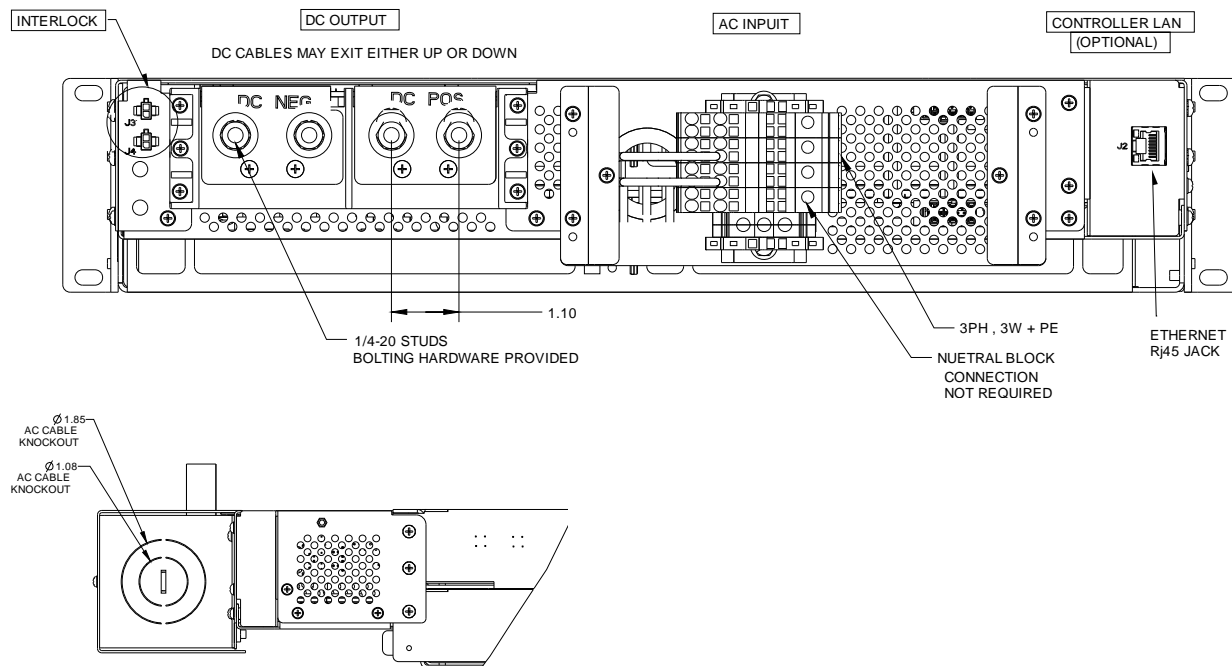 INTERLOCK
DC OUTPUT
DC CABLES MAY EXIT EITHER UP OR DOWN
AC INPUIT
CONTROLLER LAN
(OPTIONAL)
J3
J4
DC NEG
DC POS
J2
1.10
1/4-20 STUDS
BOLTING HARDWARE PROVIDED
3PH , 3W + PE
NUETRAL BLOCK
CONNECTION
NOT REQUIRED
ETHERNET
Rj45 JACK
Ø1.85
AC CABLE
KNOCKOUT
Ø1.08
AC CABLE
KNOCKOUT